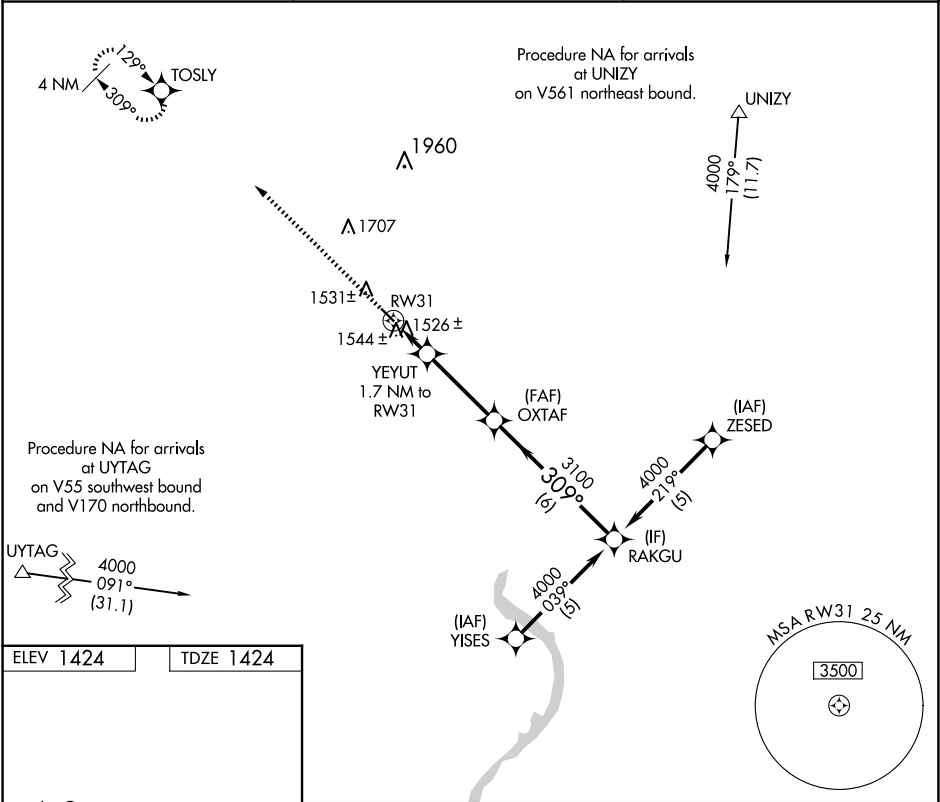 129°
TOSLY
4 NM
309°
Procedure NA for arrivals
at UNIZY
on V561 northeast bound.
UNIZY
4000
179°
(11.7)
1960
1707
1531±
RW31
1544 ±
1526 ±
YEYUT
1.7 NM to
RW31
(FAF)
OXTAF
(IAF)
ZESED
3100
309°
(6)
4000
219°
(5)
(IF)
RAKGU
4000
039°
(5)
(IAF)
YISES
Procedure NA for arrivals
at UYTAG
on V55 southwest bound
and V170 northbound.
UYTAG
4000
091°
(31.1)
MSA RW31 25 NM
3500
ELEV 1424
TDZE 1424